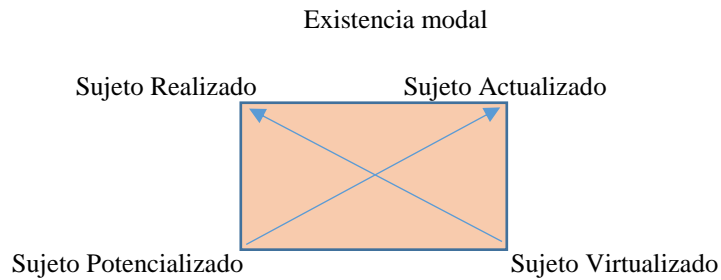 Existencia modal
Sujeto Realizado Sujeto Actualizado
Sujeto Potencializado Sujeto Virtualizado